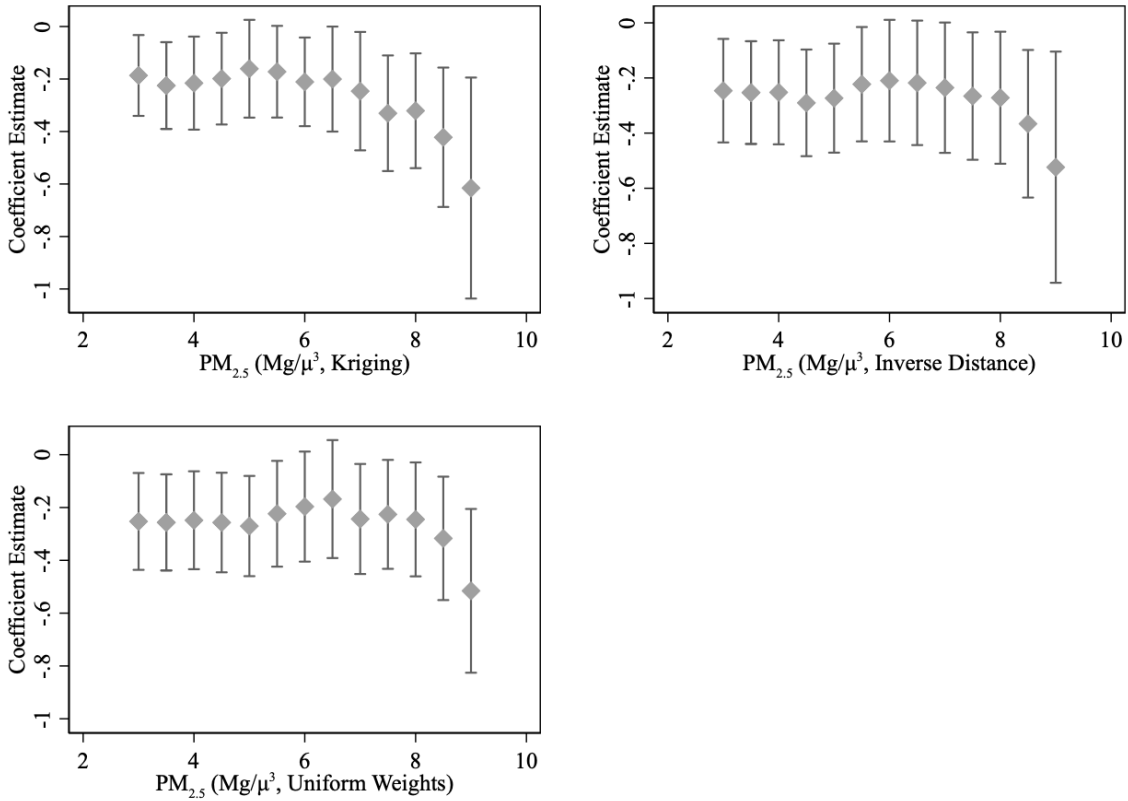 Coefficient Estimate
0
-.2
-.4
-.6
-.8
-1
2 4 6 8 10
PM2.5 (Mg/μ³, Kriging)
Coefficient Estimate
0
-.2
-.4
-.6
-.8
-1
2 4 6 8 10
PM2.5 (Mg/μ³, Inverse Distance)
Coefficient Estimate
0
-.2
-.4
-.6
-.8
-1
2 4 6 8 10
PM2.5 (Mg/μ³, Uniform Weights)